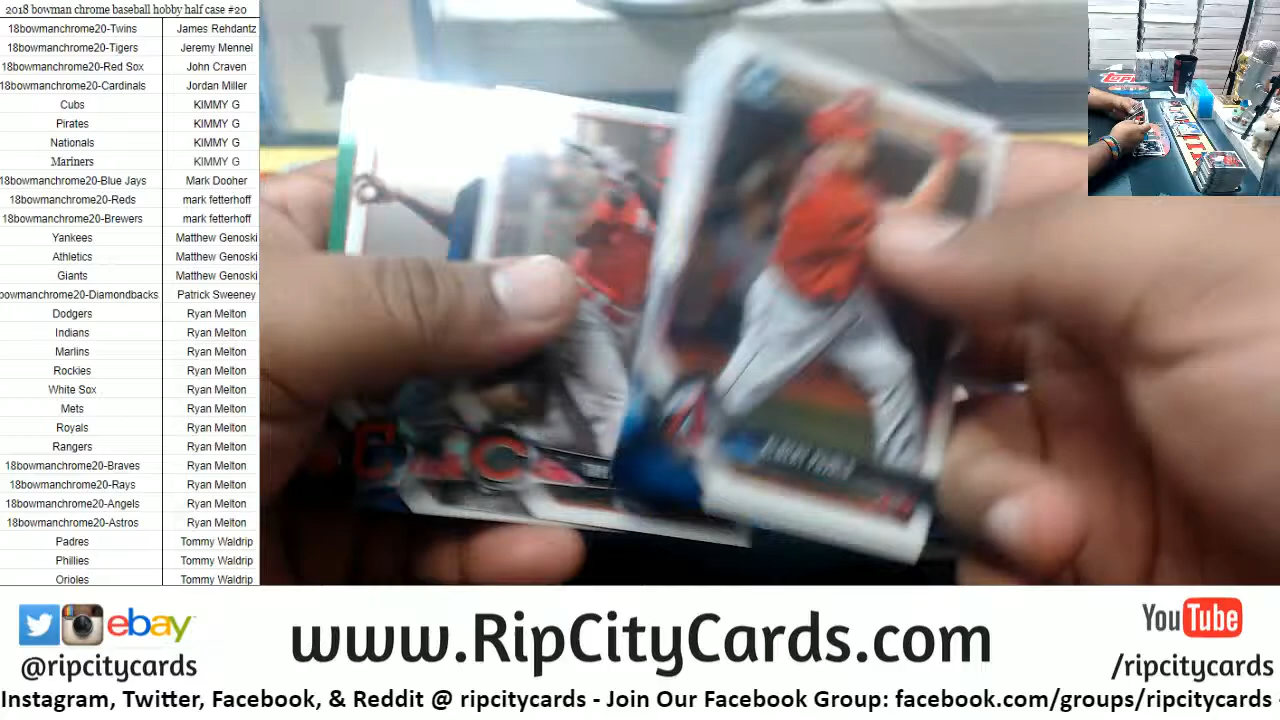 2018 bowman chrome baseball hobby half case #20
18bowmanchrome20-Twins James Rehdantz
18bowmanchrome20-Tigers Jeremy Mennel
18bowmanchrome20-Red Sox John Craven
18bowmanchrome20-Cardinals Jordan Miller
Cubs KIMMY G
Pirates KIMMY G
Nationals KIMMY G
Mariners KIMMY G
18bowmanchrome20-Blue Jays Mark Dooher
18bowmanchrome20-Reds mark fetterhoff
18bowmanchrome20-Brewers mark fetterhoff
Yankees Matthew Genoski
Athletics Matthew Genoski
Giants Matthew Genoski
bowmanchrome20-Diamondbacks Patrick Sweeney
Dodgers Ryan Melton
Indians Ryan Melton
Marlins Ryan Melton
Rockies Ryan Melton
White Sox Ryan Melton
Mets Ryan Melton
Royals Ryan Melton
Rangers Ryan Melton
18bowmanchrome20-Braves Ryan Melton
18bowmanchrome20-Rays Ryan Melton
18bowmanchrome20-Angels Ryan Melton
18bowmanchrome20-Astros Ryan Melton
Padres Tommy Waldrip
Phillies Tommy Waldrip
Orioles Tommy Waldrip
ebay
@ripcitycards
www.RipCityCards.com
YouTube
/ripcitycards
Instagram, Twitter, Facebook, & Reddit @ ripcitycards - Join Our Facebook Group: facebook.com/groups/ripcitycards -